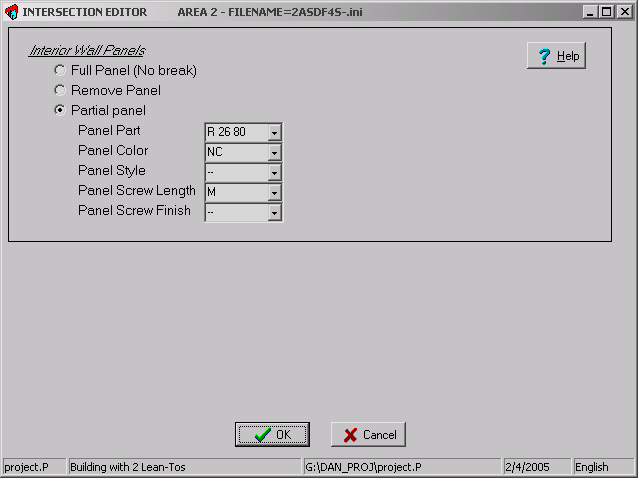 INTERSECTION EDITOR AREA 2 - FILENAME=2ASDF4S-.ini
Interior Wall Panels
? Help
Full Panel (No break)
Remove Panel
Partial panel
Panel Part R 26 80
Panel Color NC
Panel Style --
Panel Screw Length M
Panel Screw Finish --
OK Cancel
project.P Building with 2 Lean-Tos G:\DAN_PROJ\project.P 2/4/2005 English